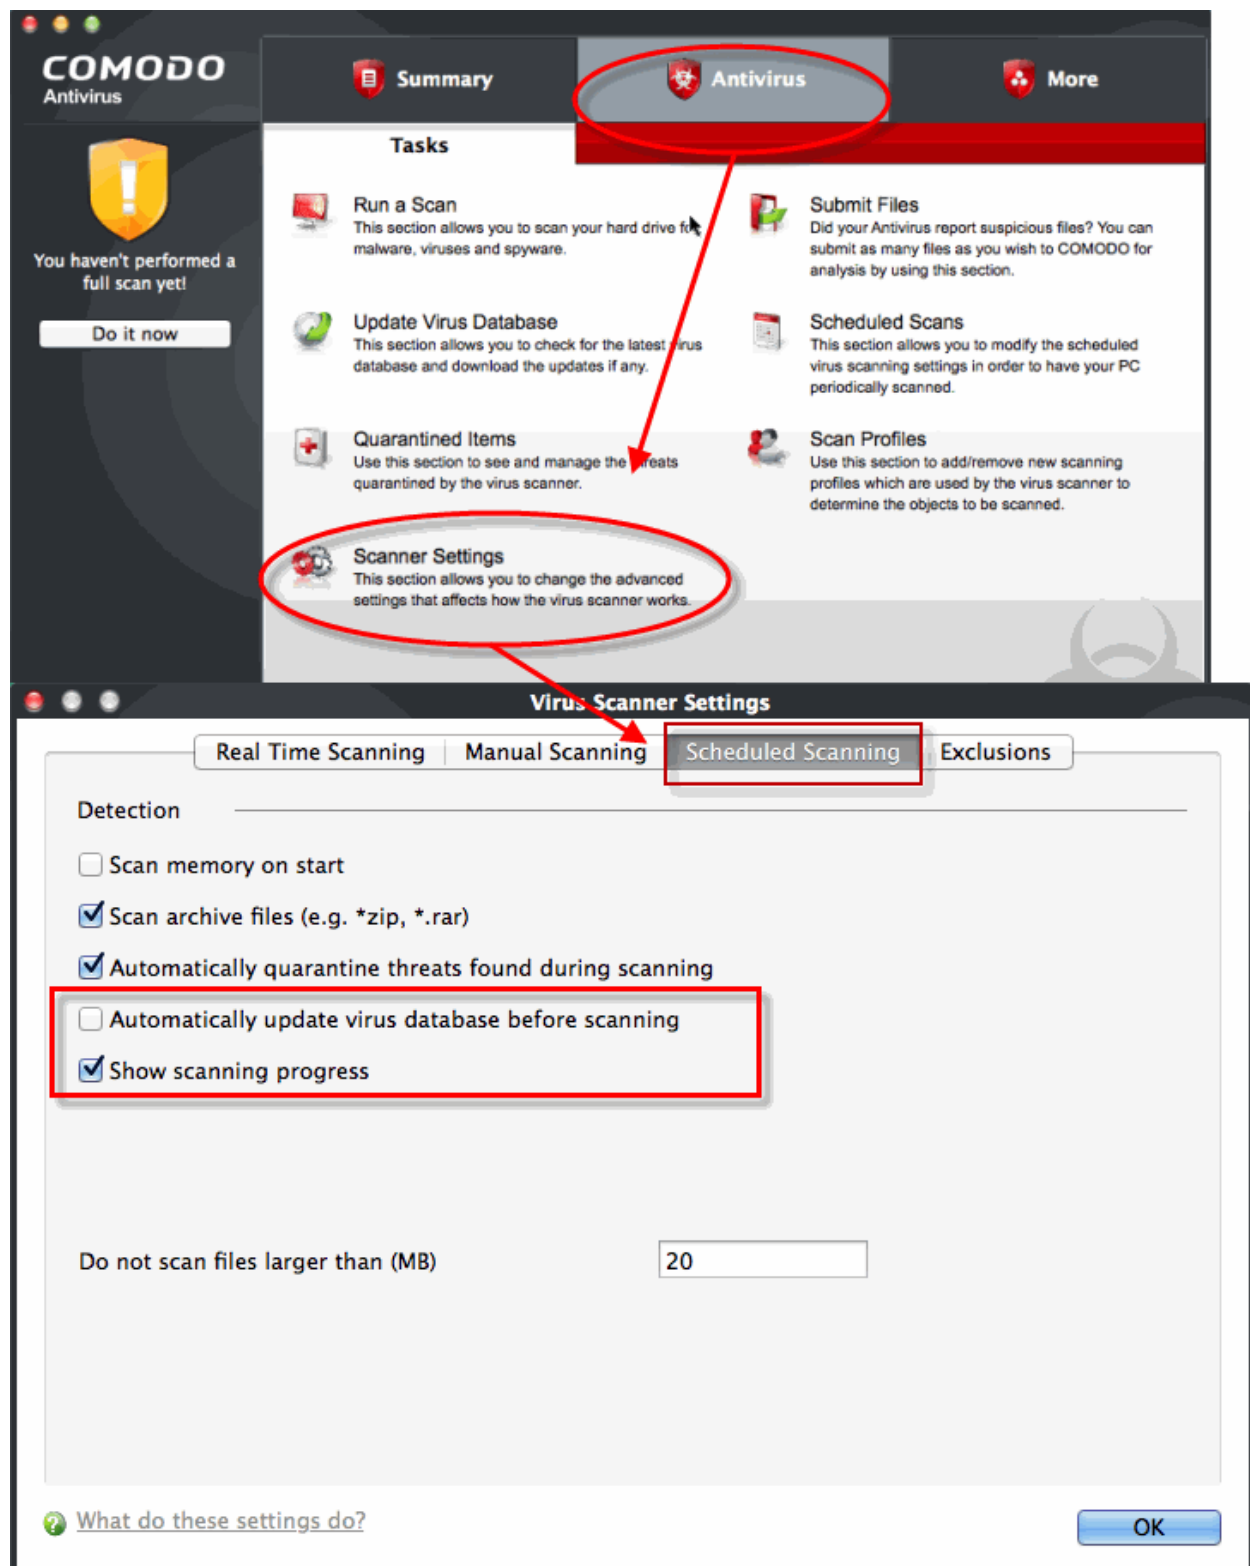 COMODO
Antivirus
Summary
Antivirus
More
Tasks
You haven't performed a
full scan yet!
Do it now
Run a Scan
This section allows you to scan your hard drive for
malware, viruses and spyware.
Submit Files
Did your Antivirus report suspicious files? You can
submit as many files as you wish to COMODO for
analysis by using this section.
Update Virus Database
This section allows you to check for the latest virus
database and download the updates if any.
Scheduled Scans
This section allows you to modify the scheduled
virus scanning settings in order to have your PC
periodically scanned.
Quarantined Items
Use this section to see and manage the threats
quarantined by the virus scanner.
Scan Profiles
Use this section to add/remove new scanning
profiles which are used by the virus scanner to
determine the objects to be scanned.
Scanner Settings
This section allows you to change the advanced
settings that affects how the virus scanner works.
Virus Scanner Settings
Real Time Scanning
Manual Scanning
Scheduled Scanning
Exclusions
Detection
Scan memory on start
Scan archive files (e.g. *zip, *.rar)
Automatically quarantine threats found during scanning
Automatically update virus database before scanning
Show scanning progress
Do not scan files larger than (MB)
20
What do these settings do?
OK